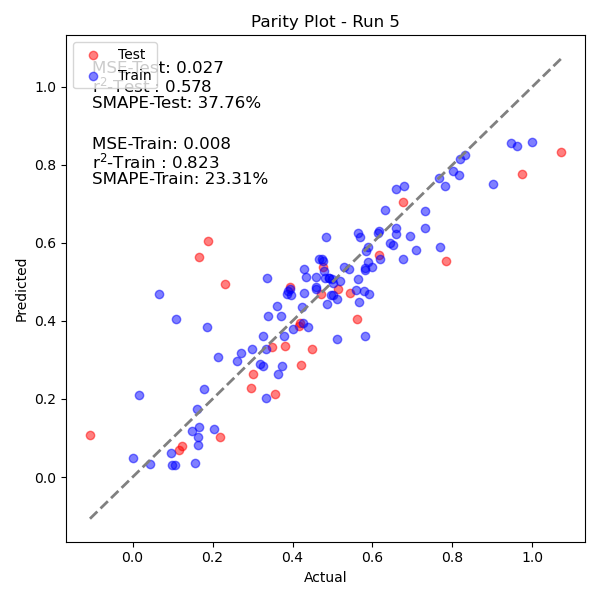 Parity Plot - Run 5
Test
Train
MSE-Test: 0.027
r²-Test : 0.578
SMAPE-Test: 37.76%
MSE-Train: 0.008
r²-Train : 0.823
SMAPE-Train: 23.31%
Predicted
1.0
0.8
0.6
0.4
0.2
0.0
0.0 0.2 0.4 0.6 0.8 1.0
Actual